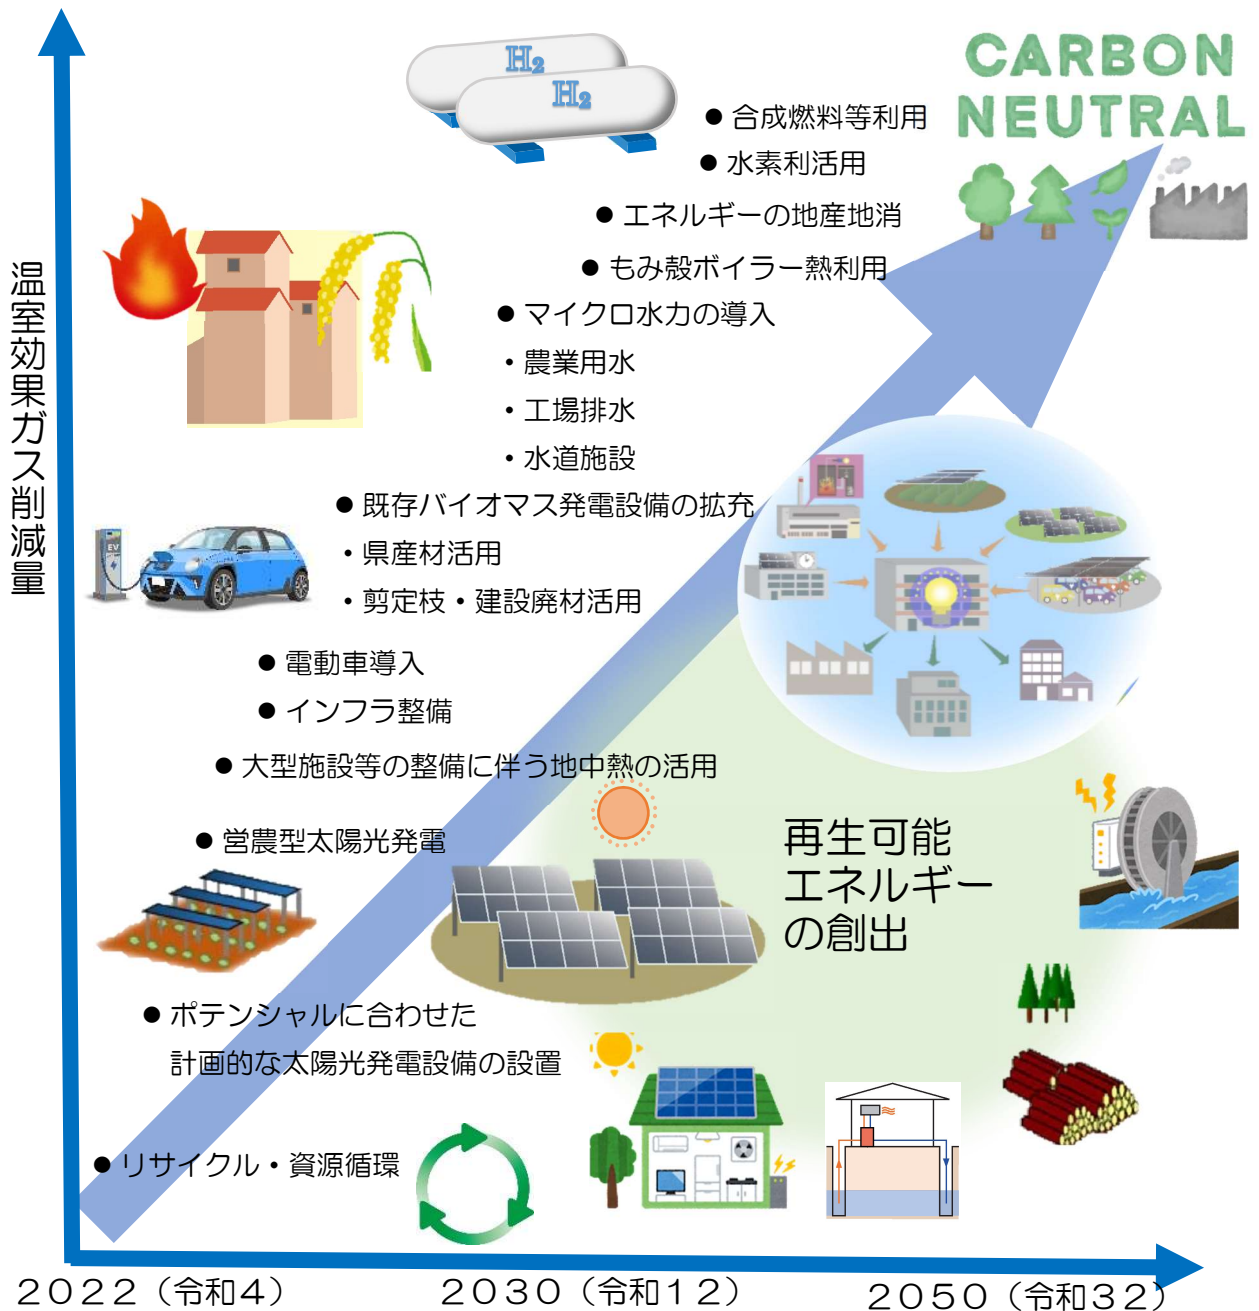 CARBON
NEUTRAL
H₂
H₂
●合成燃料等利用
●水素利活用
●エネルギーの地産地消
●もみ殻ボイラー熱利用
●マイクロ水力の導入
・農業用水
・工場排水
・水道施設
●既存バイオマス発電設備の拡充
・県産材活用
・剪定枝・建設廃材活用
EV
●電動車導入
●インフラ整備
●大型施設等の整備に伴う地中熱の活用
●営農型太陽光発電
再生可能
エネルギー
の創出
●ポテンシャルに合わせた
計画的な太陽光発電設備の設置
●リサイクル・資源循環
温室効果ガス削減量
２０２２（令和４）
２０３０（令和１２）
２０５０（令和３２）